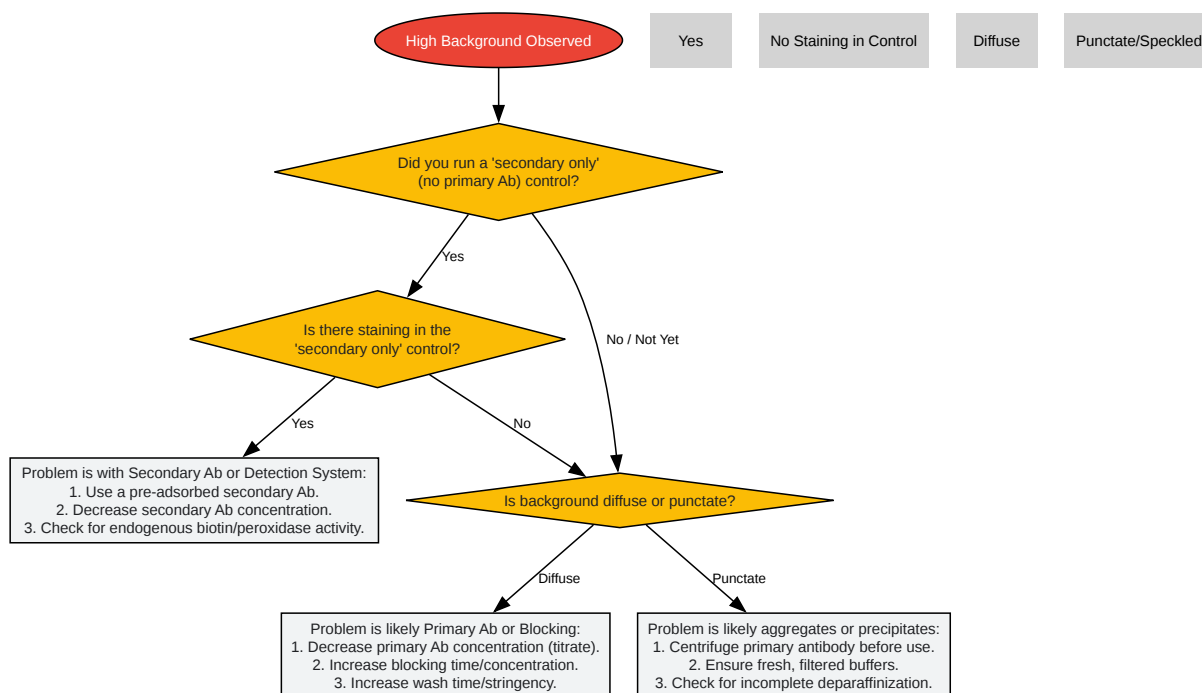 High Background Observed
Yes
No Staining in Control
Diffuse
Punctate/Speckled
Did you run a 'secondary only'
(no primary Ab) control?
Yes
Is there staining in the
'secondary only' control?
No / Not Yet
Yes
No
Problem is with Secondary Ab or Detection System:
1. Use a pre-adsorbed secondary Ab.
2. Decrease secondary Ab concentration.
3. Check for endogenous biotin/peroxidase activity.
Is background diffuse or punctate?
Diffuse
Punctate
Problem is likely Primary Ab or Blocking:
1. Decrease primary Ab concentration (titrate).
2. Increase blocking time/concentration.
3. Increase wash time/stringency.
Problem is likely aggregates or precipitates:
1. Centrifuge primary antibody before use.
2. Ensure fresh, filtered buffers.
3. Check for incomplete deparaffinization.